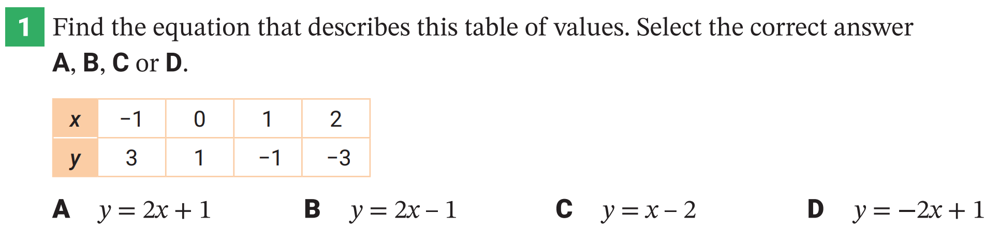 1 Find the equation that describes this table of values. Select the correct answer
A, B, C or D.
x −1 0 1 2
y 3 1 −1 −3
A y = 2x + 1 B y = 2x − 1 C y = x − 2 D y = −2x + 1